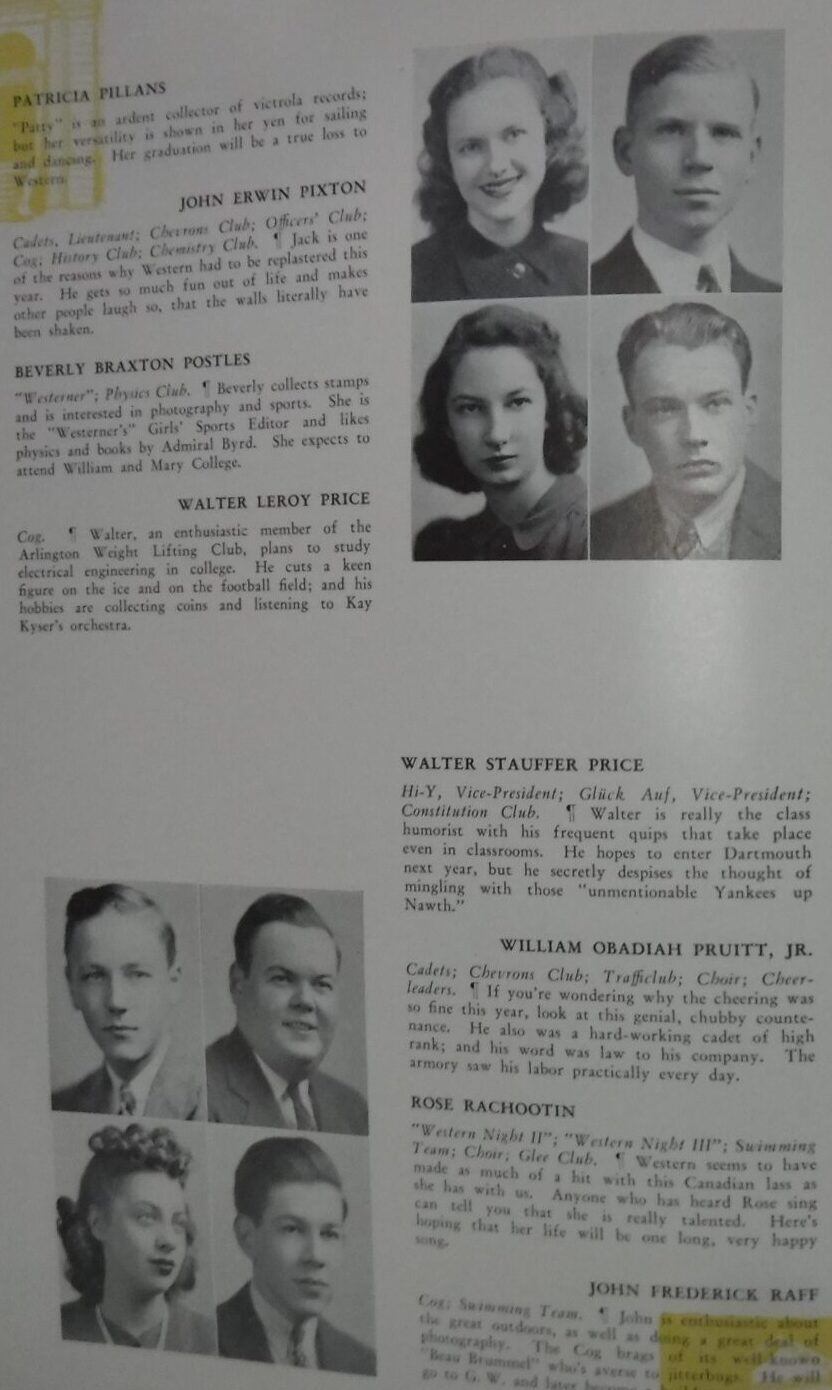 PATRICIA PILLANS
"Patty" is an ardent collector of victrola records;
but her versatility is shown in her yen for sailing
and dancing. Her graduation will be a true loss to
Western.
JOHN ERWIN PIXTON
Cadets, Lieutenant; Chevrons Club; Officers' Club;
Cog; History Club; Chemistry Club. ¶ Jack is one
of the reasons why Western had to be replastered this
year. He gets so much fun out of life and makes
other people laugh so, that the walls literally have
been shaken.
BEVERLY BRAXTON POSTLES
"Westerner"; Physics Club. ¶ Beverly collects stamps
and is interested in photography and sports. She is
the "Westerner's" Girls' Sports Editor and likes
physics and books by Admiral Byrd. She expects to
attend William and Mary College.
WALTER LEROY PRICE
Cog. ¶ Walter, an enthusiastic member of the
Arlington Weight Lifting Club, plans to study
electrical engineering in college. He cuts a keen
figure on the ice and on the football field; and his
hobbies are collecting coins and listening to Kay
Kyser's orchestra.
WALTER STAUFFER PRICE
Hi-Y, Vice-President; Glück Auf, Vice-President;
Constitution Club. ¶ Walter is really the class
humorist with his frequent quips that take place
even in classrooms. He hopes to enter Dartmouth
next year, but he secretly despises the thought of
mingling with those "unmentionable Yankees up
Nawth."
WILLIAM OBADIAH PRUITT, JR.
Cadets; Chevrons Club; Trafficlub; Choir; Cheer-
leaders. ¶ If you're wondering why the cheering was
so fine this year, look at this genial, chubby counte-
nance. He also was a hard-working cadet of high
rank; and his word was law to his company. The
armory saw his labor practically every day.
ROSE RACHOOTIN
"Western Night II"; "Western Night III"; Swimming
Team; Choir; Glee Club. ¶ Western seems to have
made as much of a hit with this Canadian lass as
she has with us. Anyone who has heard Rose sing
can tell you that she is really talented. Here's
hoping that her life will be one long, very happy
song.
JOHN FREDERICK RAFF
Cog; Swimming Team. ¶ John is enthusiastic about
the great outdoors, as well as doing a great deal of
photography. The Cog brags of its well-known
"Beau Brummel" who's averse to jitterbugs. He will
go to G. W. and later